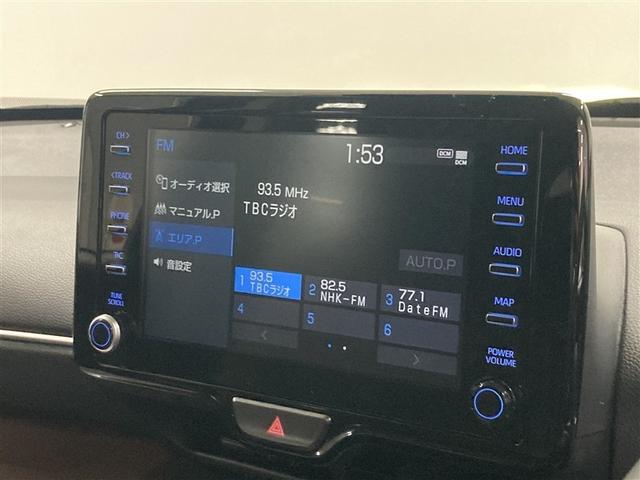 CH>
<TRACK
PHONE
T/C
TUNE
SCROLL
FM
1:53
DCM
DCM
オーディオ選択
マニュアル.P
エリア.P
音設定
93.5 MHz
TBCラジオ
AUTO.P
1 93.5 TBCラジオ
2 82.5 NHK-FM
3 77.1 DateFM
4
5
6
HOME
MENU
AUDIO
MAP
POWER
VOLUME